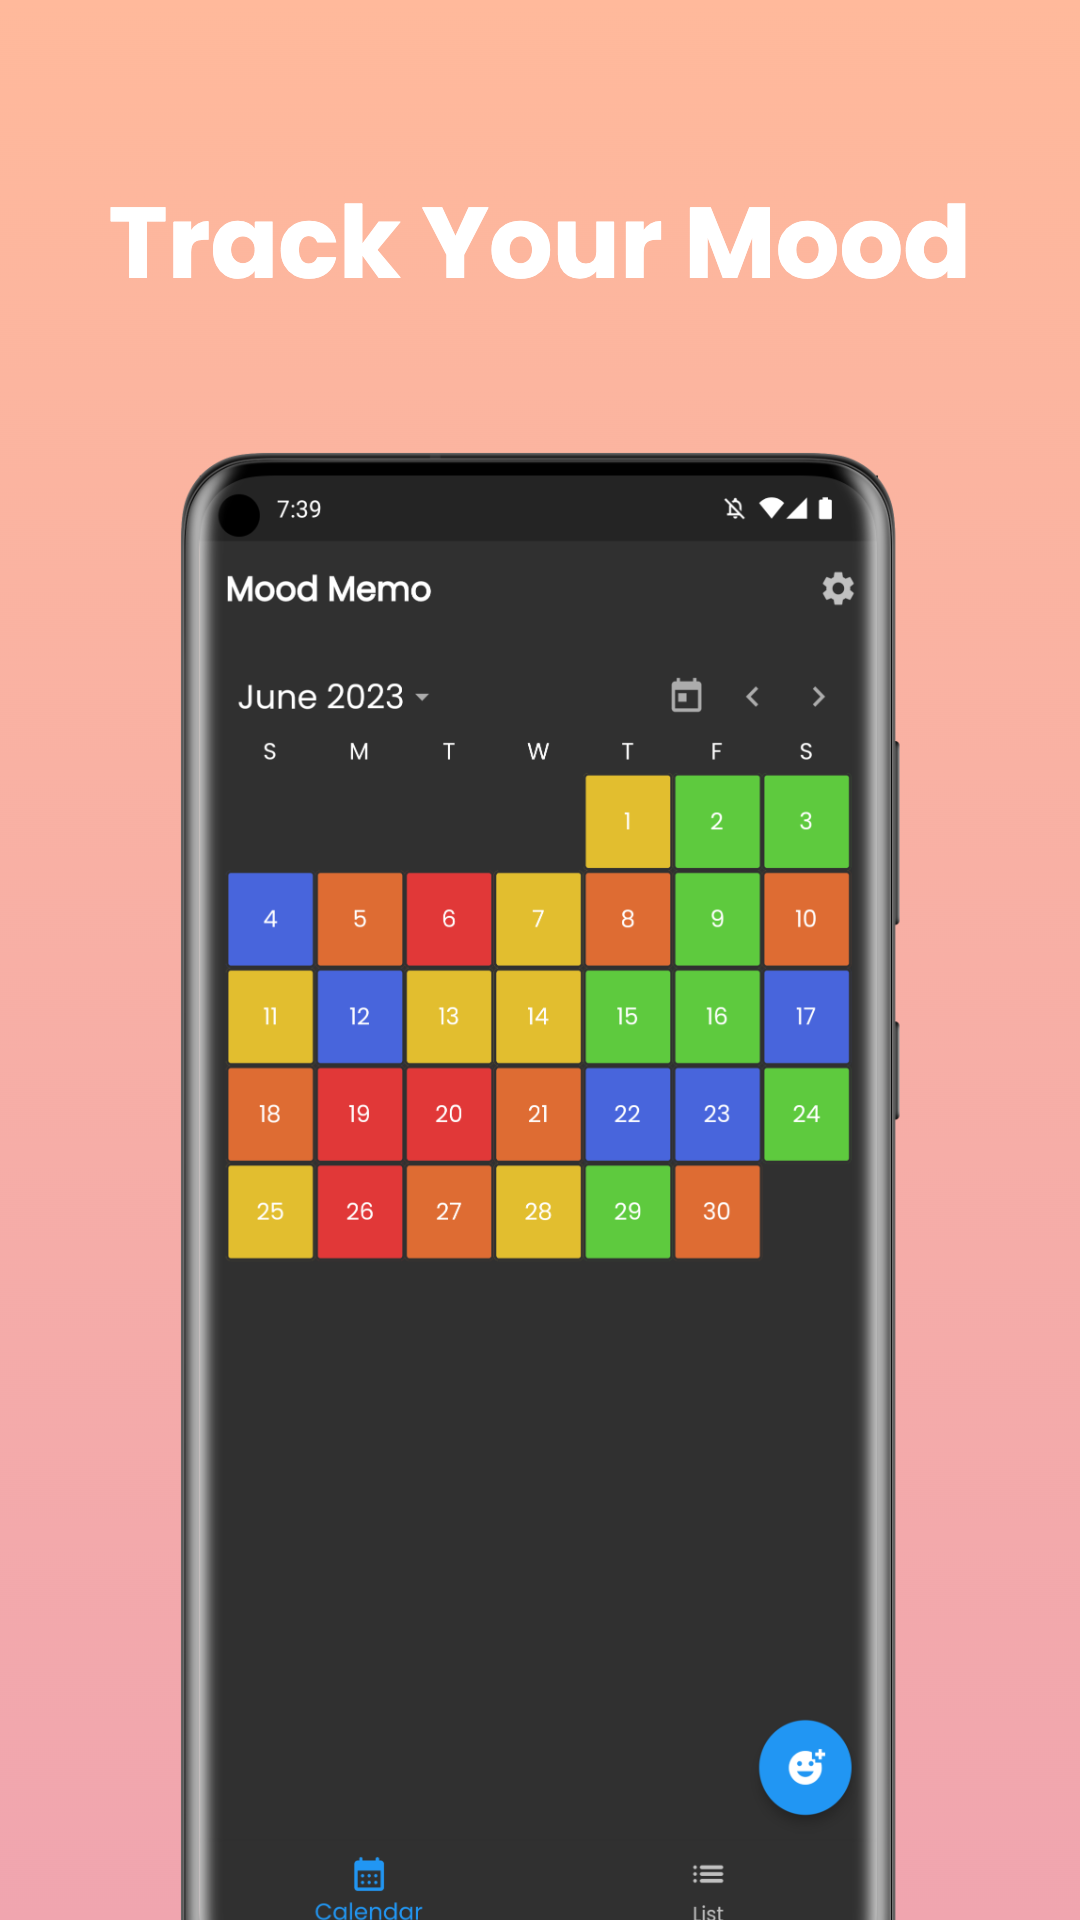 Track Your Mood
7:39
Mood Memo
June 2023
S M T W T F S
1 2 3
4 5 6 7 8 9 10
11 12 13 14 15 16 17
18 19 20 21 22 23 24
25 26 27 28 29 30
Calendar List